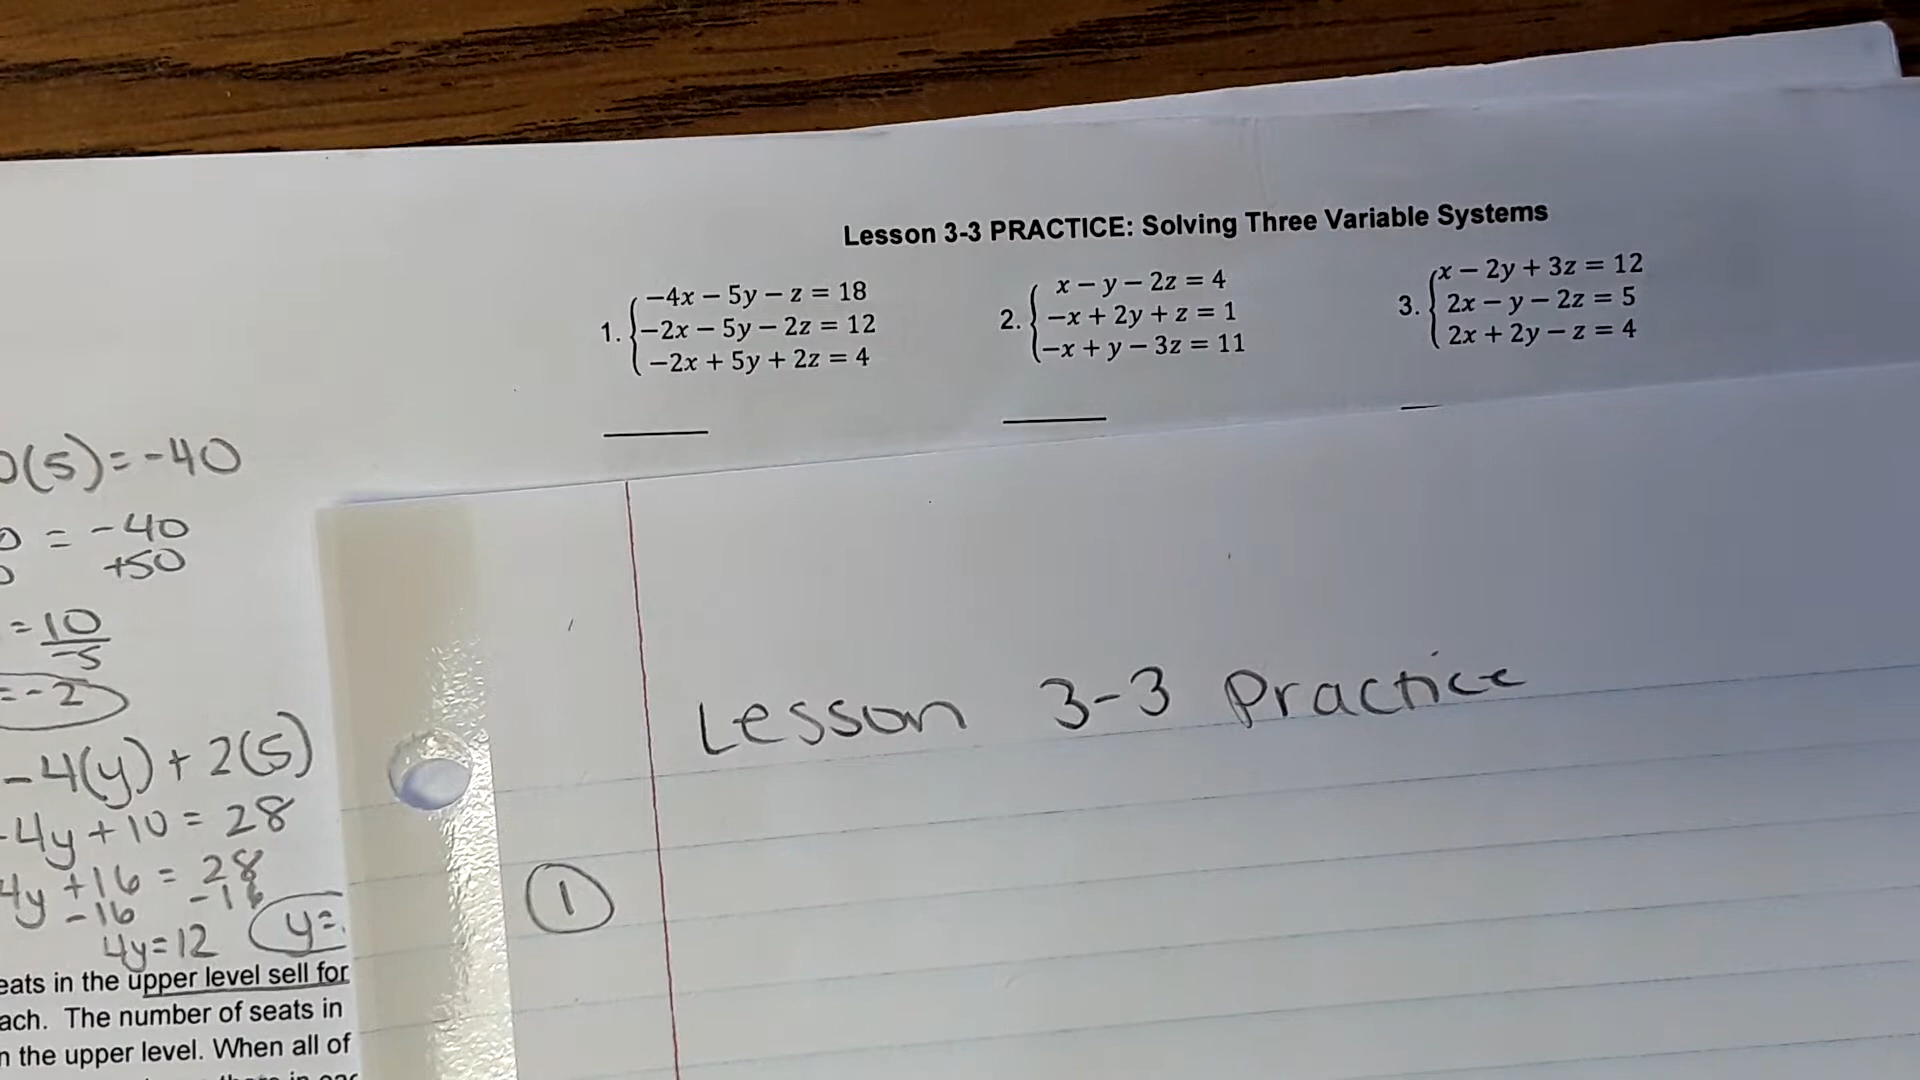 Lesson 3-3 PRACTICE: Solving Three Variable Systems
1. −4x − 5y − z = 18
−2x − 5y − 2z = 12
−2x + 5y + 2z = 4
2. x − y − 2z = 4
−x + 2y + z = 1
−x + y − 3z = 11
3. x − 2y + 3z = 12
2x − y − 2z = 5
2x + 2y − z = 4
(5)=-40
= -40
+50
= 10
-5
=-2
-4(y)+2(5)
-4y+10=28
4y+16=28
-16 -16
4y=12 y=
in the upper level sell for
The number of seats in
the upper level. When all of
Lesson 3-3 Practice
1